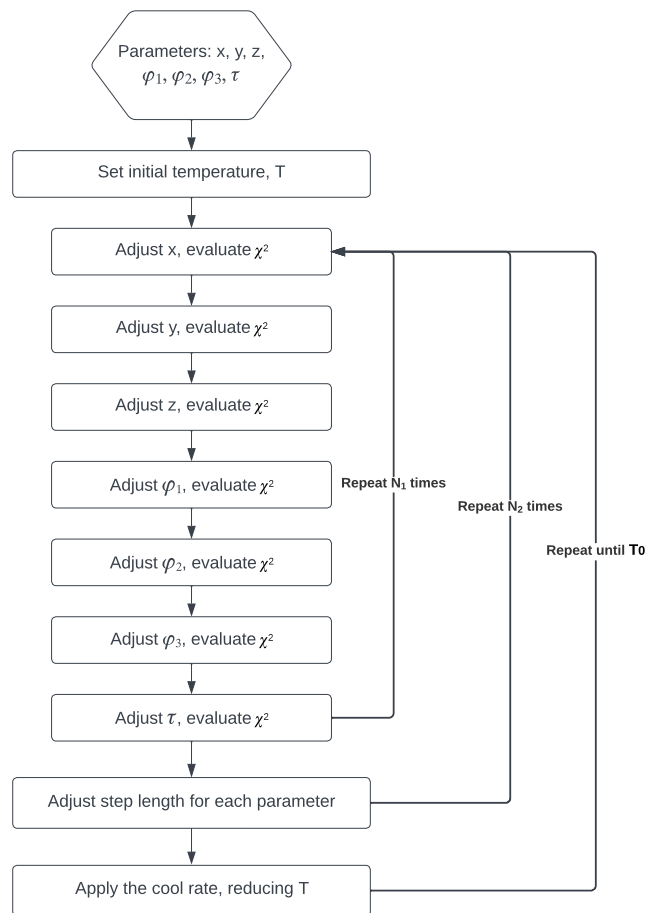 Parameters: x, y, z,
φ₁, φ₂, φ₃, τ
Set initial temperature, T
Adjust x, evaluate χ²
Adjust y, evaluate χ²
Adjust z, evaluate χ²
Adjust φ₁, evaluate χ²
Repeat N₁ times
Repeat N₂ times
Adjust φ₂, evaluate χ²
Repeat until T0
Adjust φ₃, evaluate χ²
Adjust τ, evaluate χ²
Adjust step length for each parameter
Apply the cool rate, reducing T